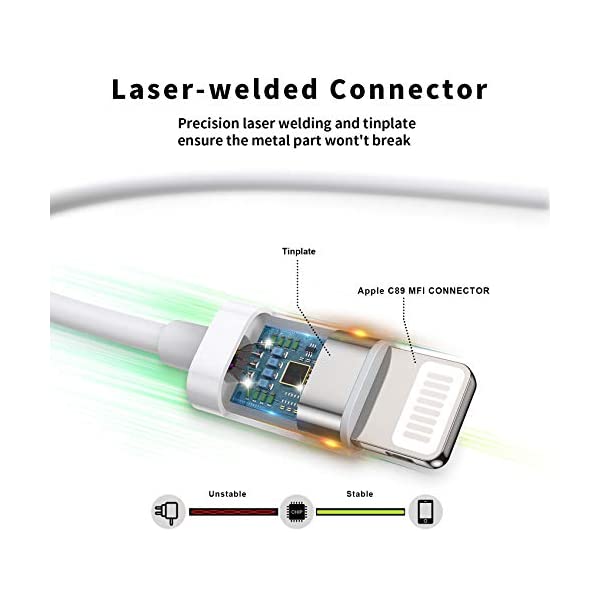 Laser-welded Connector
Precision laser welding and tinplate
ensure the metal part wont't break
Tinplate
Apple C89 MFI CONNECTOR
Unstable
Stable
CHIP